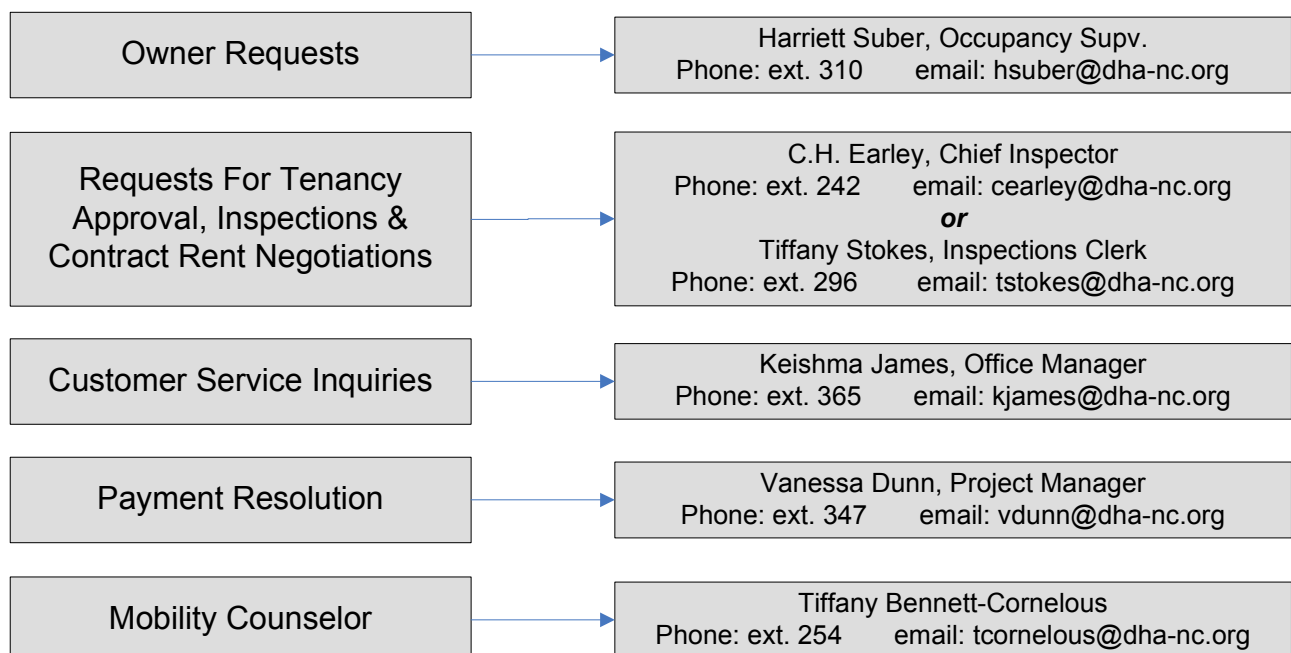 Owner Requests
Harriett Suber, Occupancy Supv.
Phone: ext. 310 email: hsuber@dha-nc.org
Requests For Tenancy
Approval, Inspections &
Contract Rent Negotiations
C.H. Earley, Chief Inspector
Phone: ext. 242 email: cearley@dha-nc.org
or
Tiffany Stokes, Inspections Clerk
Phone: ext. 296 email: tstokes@dha-nc.org
Customer Service Inquiries
Keishma James, Office Manager
Phone: ext. 365 email: kjames@dha-nc.org
Payment Resolution
Vanessa Dunn, Project Manager
Phone: ext. 347 email: vdunn@dha-nc.org
Mobility Counselor
Tiffany Bennett-Cornelous
Phone: ext. 254 email: tcornelous@dha-nc.org